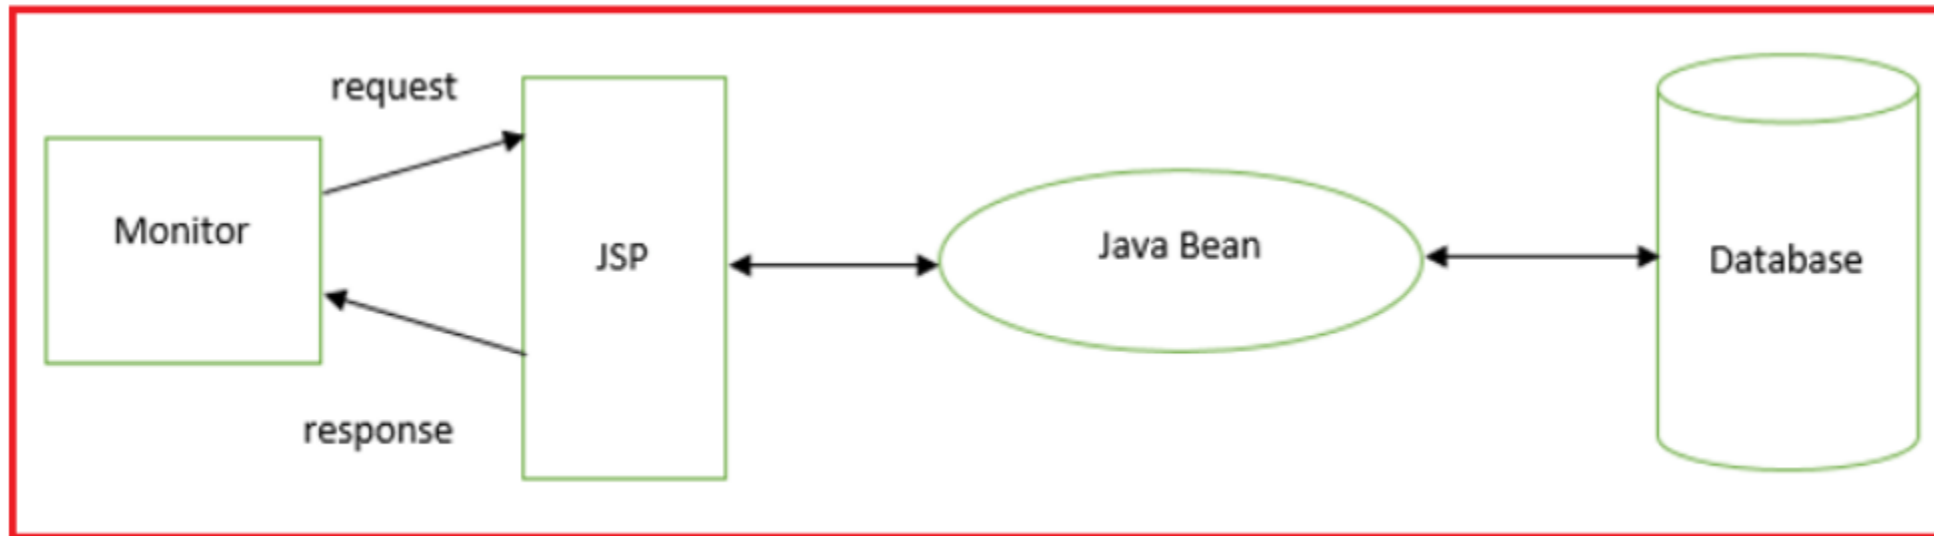 request
Monitor
JSP
Java Bean
Database
response